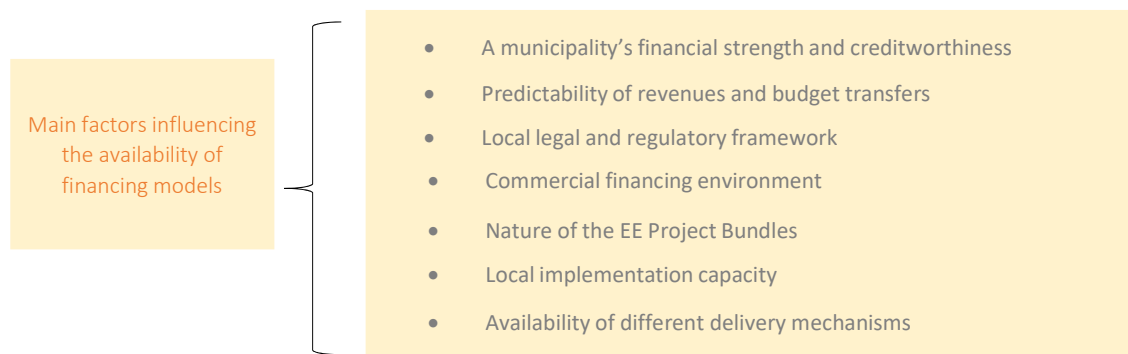 Main factors influencing
the availability of
financing models
• A municipality’s financial strength and creditworthiness
• Predictability of revenues and budget transfers
• Local legal and regulatory framework
• Commercial financing environment
• Nature of the EE Project Bundles
• Local implementation capacity
• Availability of different delivery mechanisms